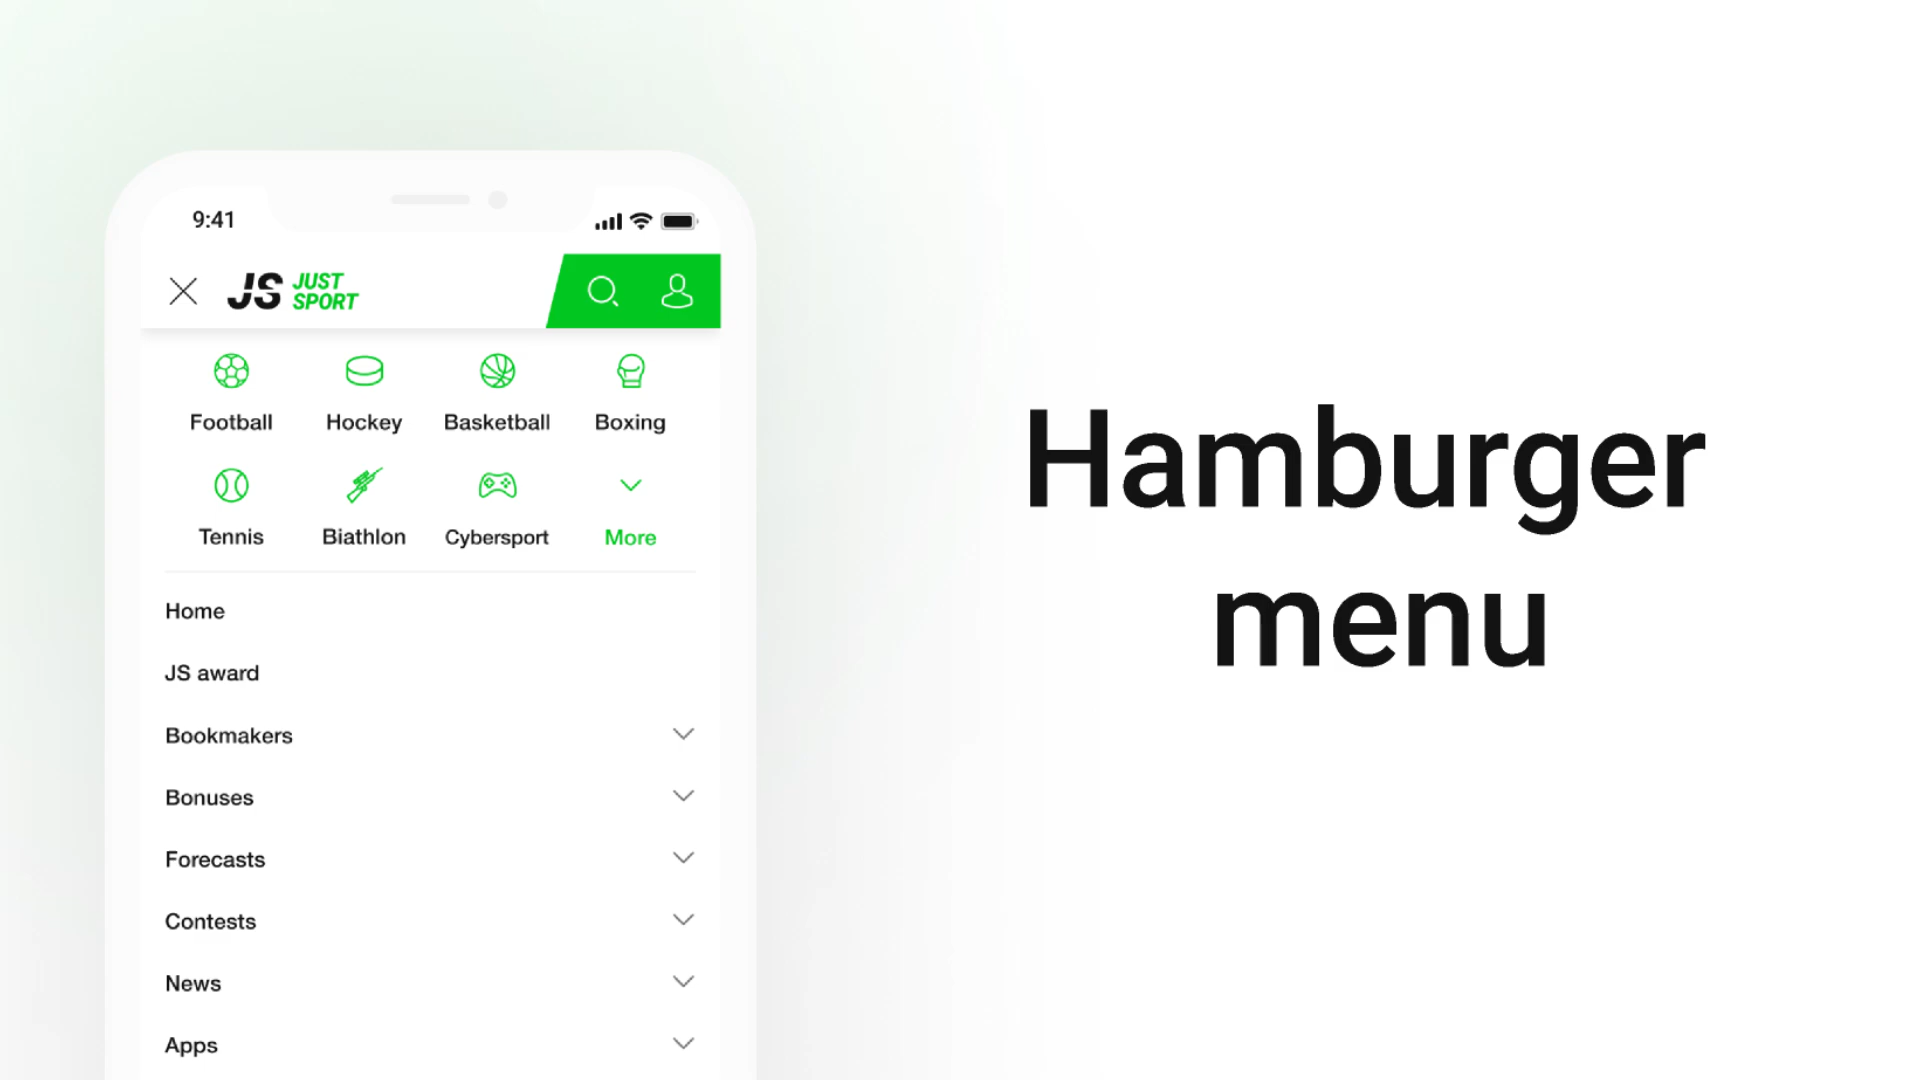 9:41
JS JUST SPORT
Football Hockey Basketball Boxing
Tennis Biathlon Cybersport More
Home
JS award
Bookmakers
Bonuses
Forecasts
Contests
News
Apps
Hamburger
menu